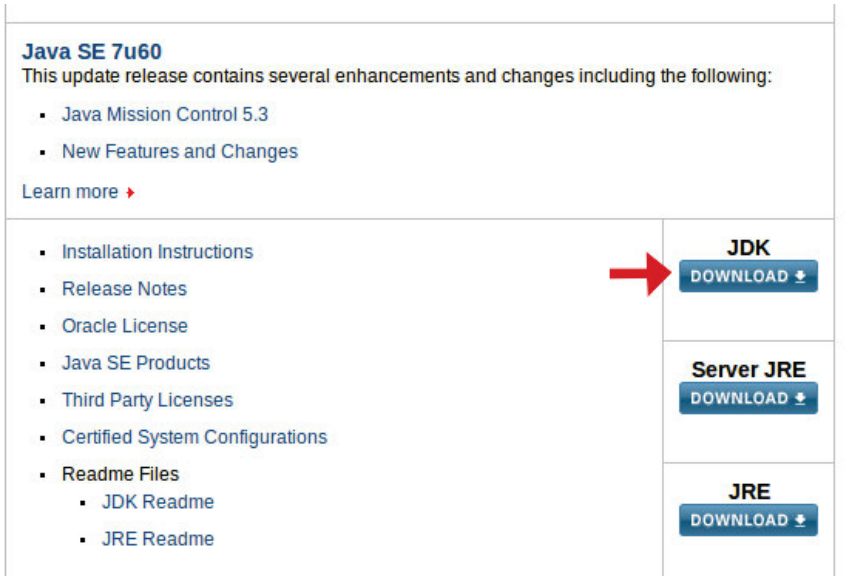 Java SE 7u60
This update release contains several enhancements and changes including the following:
Java Mission Control 5.3
New Features and Changes
Learn more
Installation Instructions
Release Notes
Oracle License
Java SE Products
Third Party Licenses
Certified System Configurations
Readme Files
JDK Readme
JRE Readme
JDK
DOWNLOAD
Server JRE
DOWNLOAD
JRE
DOWNLOAD